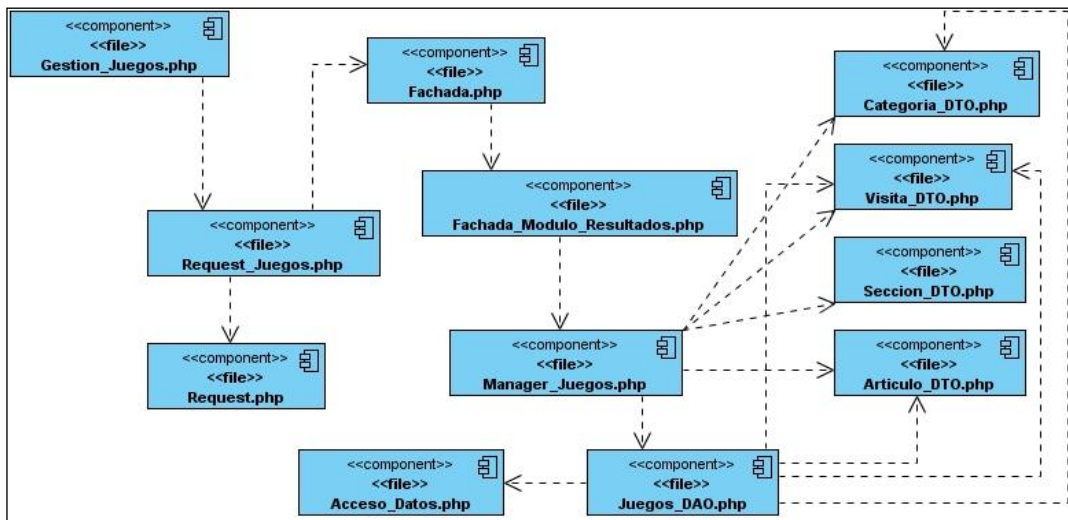 <<component>>
<<file>>
Gestion_Juegos.php
<<component>>
<<file>>
Fachada.php
<<component>>
<<file>>
Categoria_DTO.php
<<component>>
<<file>>
Visita_DTO.php
<<component>>
<<file>>
Fachada_Modulo_Resultados.php
<<component>>
<<file>>
Request_Juegos.php
<<component>>
<<file>>
Seccion_DTO.php
<<component>>
<<file>>
Manager_Juegos.php
<<component>>
<<file>>
Articulo_DTO.php
<<component>>
<<file>>
Request.php
<<component>>
<<file>>
Acceso_Datos.php
<<component>>
<<file>>
Juegos_DAO.php